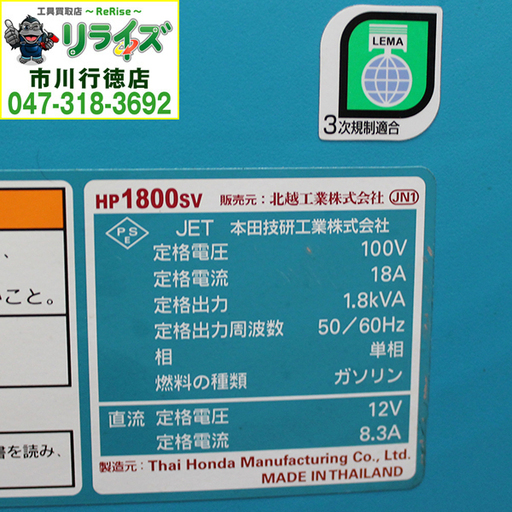 工具買取店 ～ReRise～
リライズ
市川行徳店
047-318-3692
LEMA
3次規制適合
HP1800SV 販売元：北越工業株式会社 JN1
PSE JET 本田技研工業株式会社
定格電圧 100V
定格電流 18A
定格出力 1.8kVA
定格出力周波数 50／60Hz
相 単相
燃料の種類 ガソリン
直流 定格電圧 12V
定格電流 8.3A
製造元：Thai Honda Manufacturing Co., Ltd.
MADE IN THAILAND
こと。
書を読み、